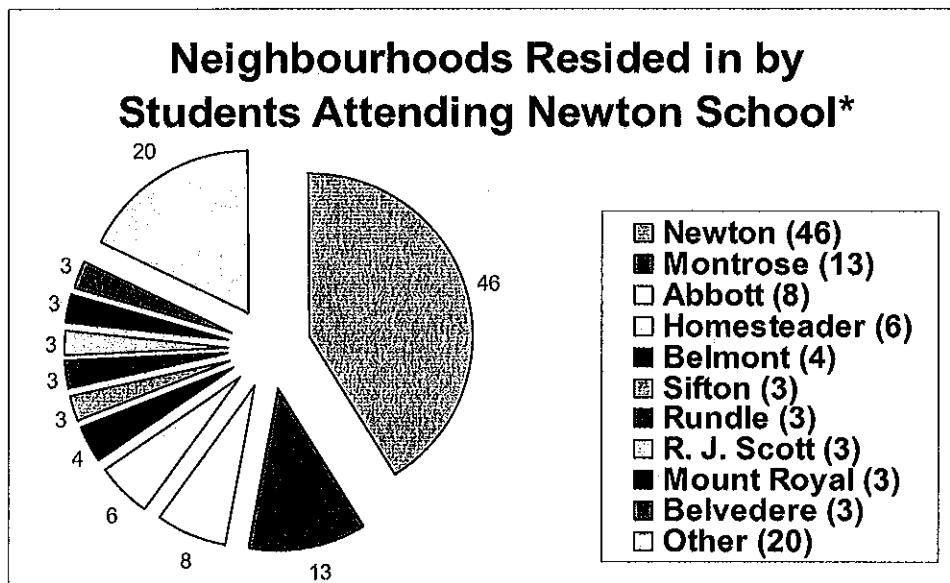 Neighbourhoods Resided in by
Students Attending Newton School*
20
46
3
3
3
3
3
4
6
8
13
Newton (46)
Montrose (13)
Abbott (8)
Homesteader (6)
Belmont (4)
Sifton (3)
Rundle (3)
R. J. Scott (3)
Mount Royal (3)
Belvedere (3)
Other (20)